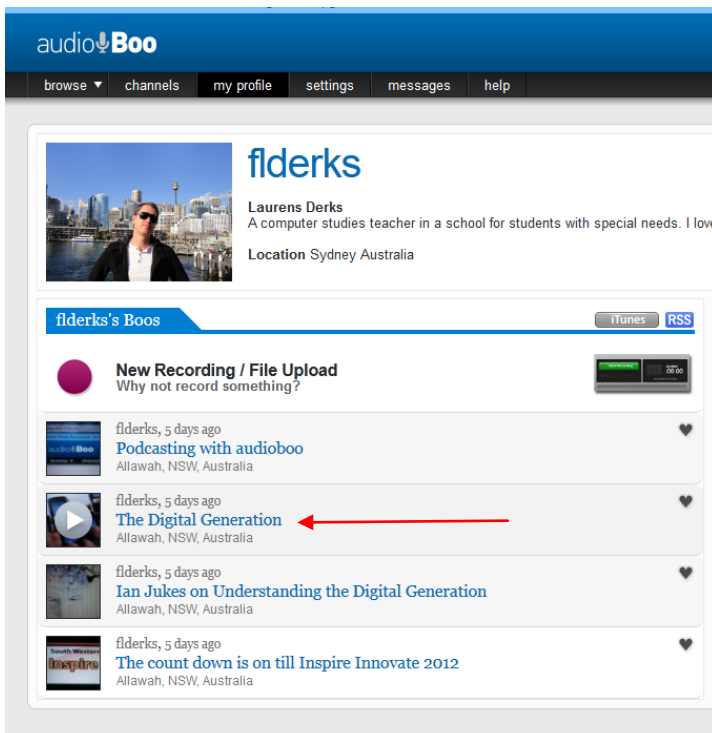 audioBoo
browse channels my profile settings messages help
flderks
Laurens Derks
A computer studies teacher in a school for students with special needs. I love
Location Sydney Australia
flderks's Boos iTunes RSS
New Recording / File Upload
Why not record something?
flderks, 5 days ago
Podcasting with audioboo
Allawah, NSW, Australia
flderks, 5 days ago
The Digital Generation
Allawah, NSW, Australia
flderks, 5 days ago
Ian Jukes on Understanding the Digital Generation
Allawah, NSW, Australia
South Western
Inspire
flderks, 5 days ago
The count down is on till Inspire Innovate 2012
Allawah, NSW, Australia